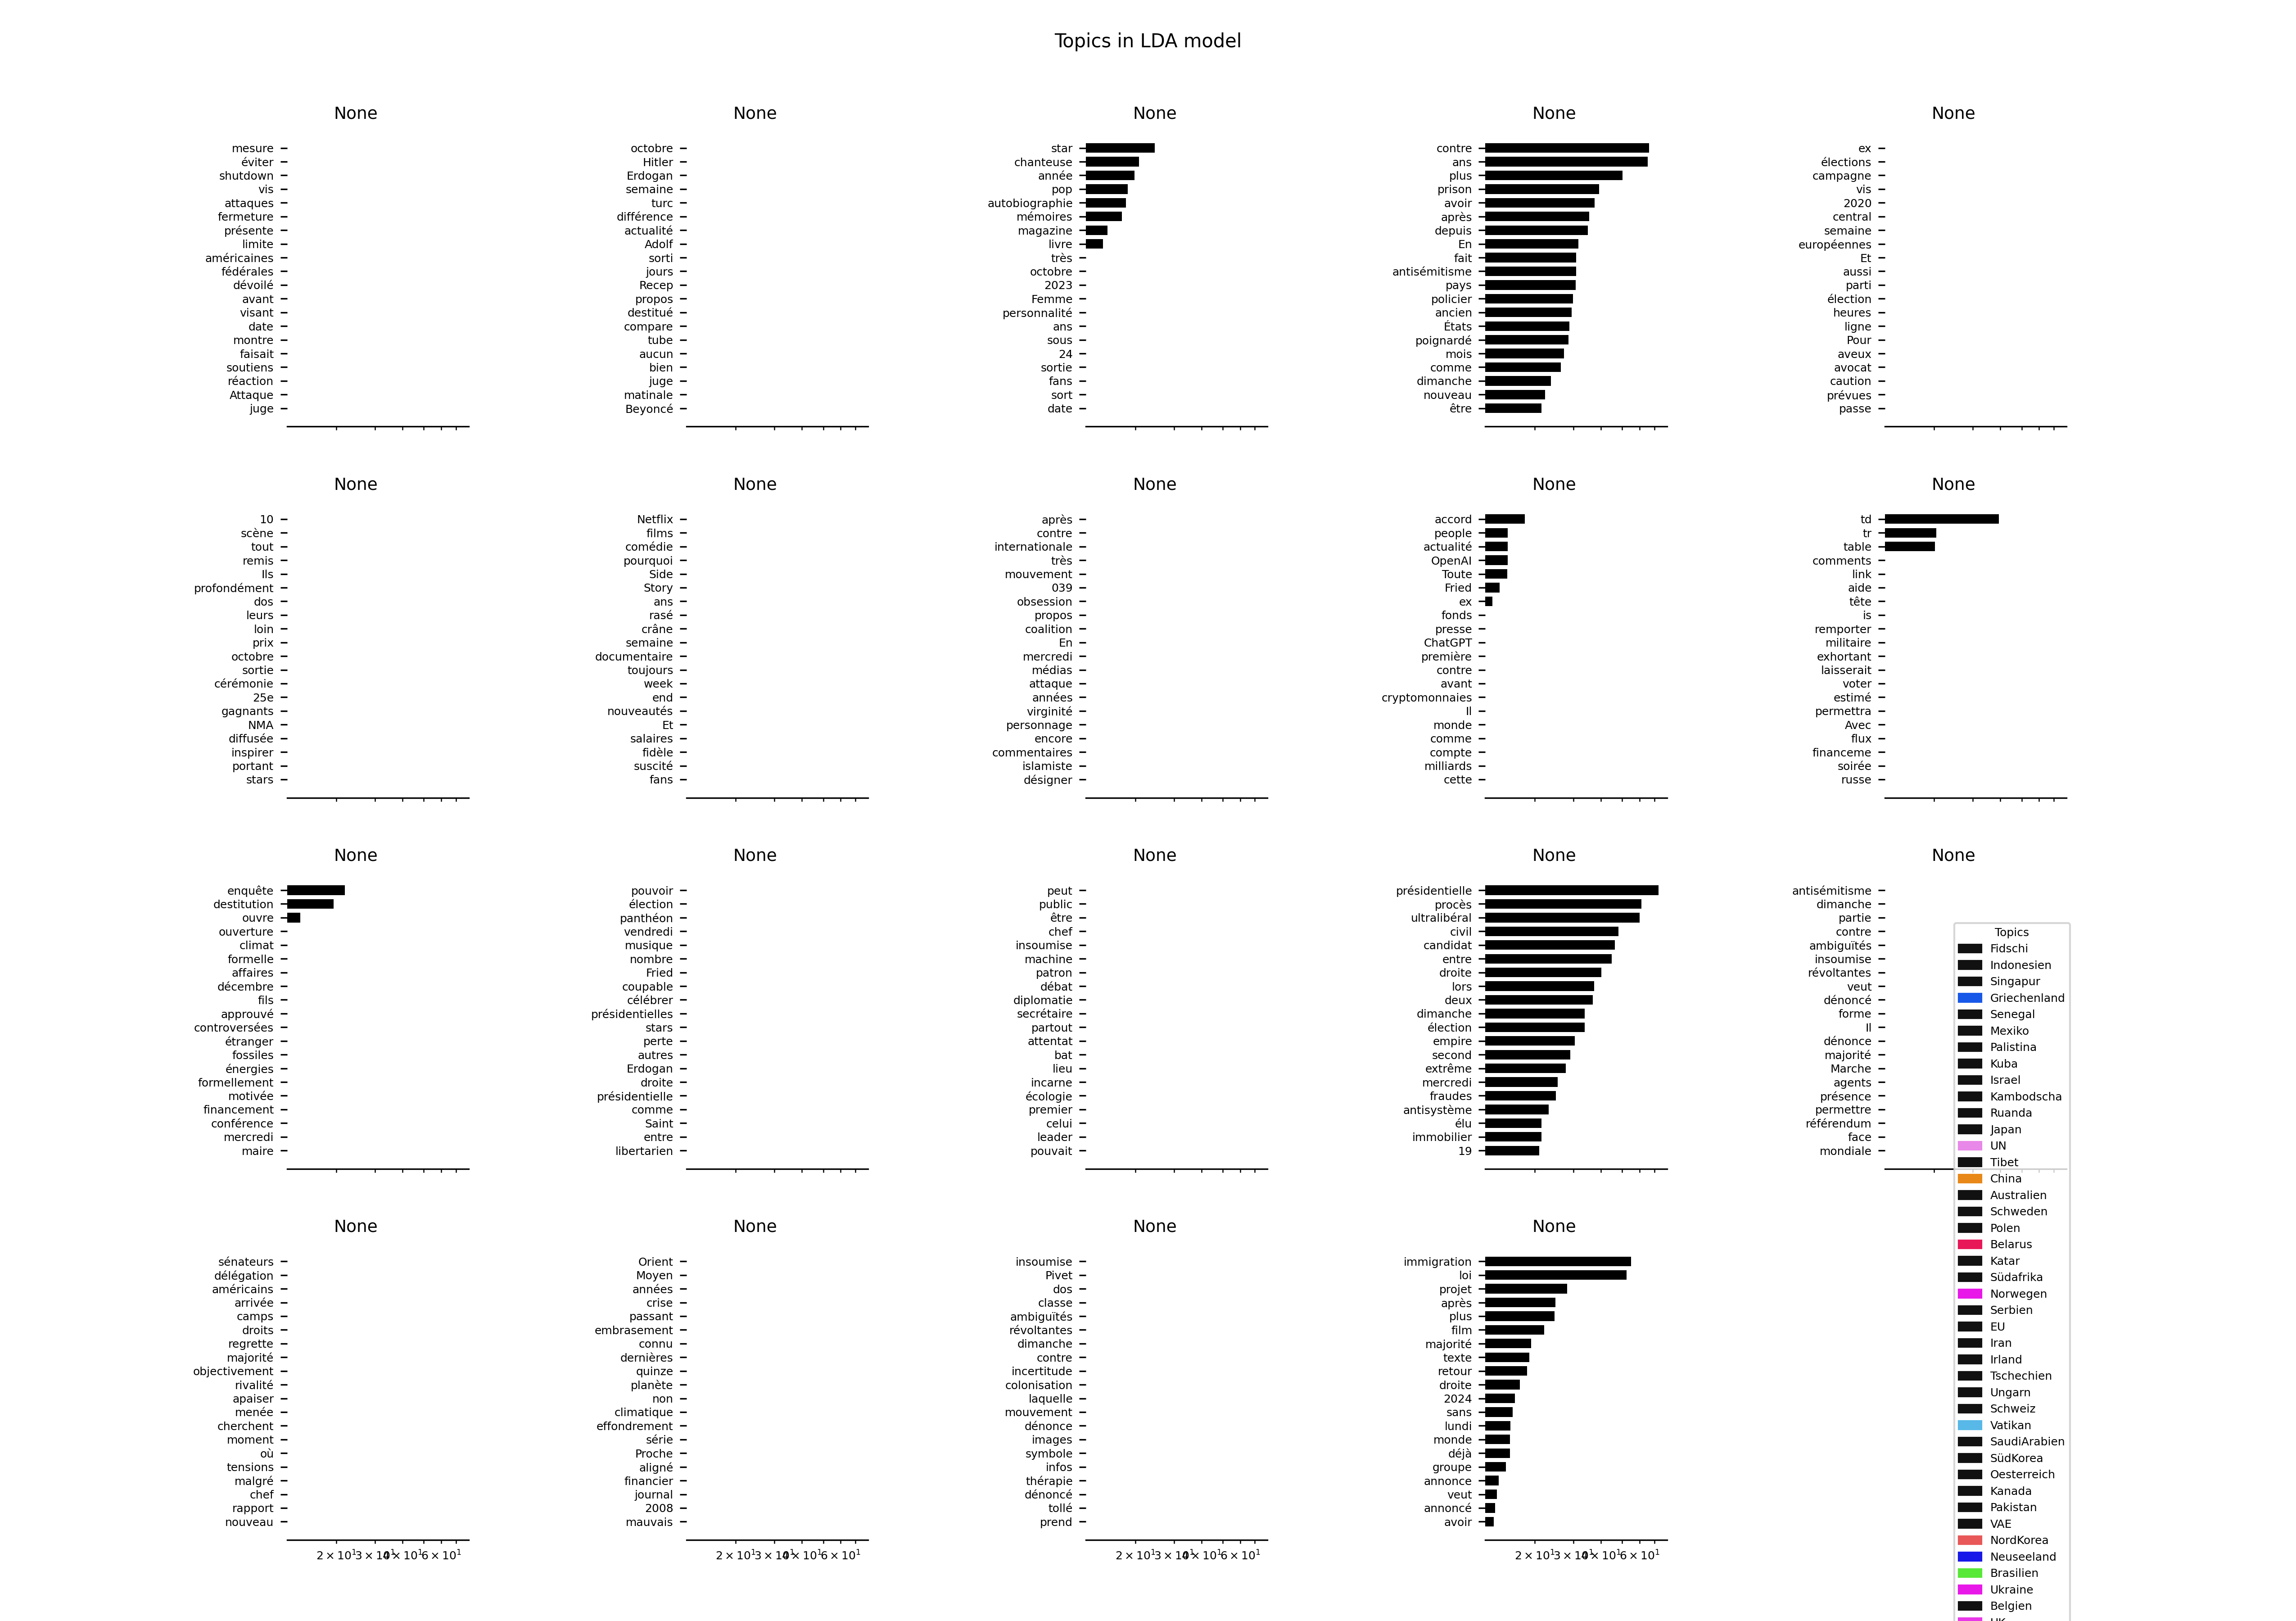 Topics in LDA model
None
mesure
éviter
shutdown
vis
attaques
fermeture
présente
limite
américaines
fédérales
dévoilé
avant
visant
date
montre
faisait
soutiens
réaction
Attaque
juge
None
octobre
Hitler
Erdogan
semaine
turc
différence
actualité
Adolf
sorti
jours
Recep
propos
destitué
compare
tube
aucun
bien
juge
matinale
Beyoncé
None
star
chanteuse
année
pop
autobiographie
mémoires
magazine
livre
très
octobre
2023
Femme
personnalité
ans
sous
24
sortie
fans
sort
date
None
contre
ans
plus
prison
avoir
après
depuis
En
fait
antisémitisme
pays
policier
ancien
États
poignardé
mois
comme
dimanche
nouveau
être
None
ex
élections
campagne
vis
2020
central
semaine
européennes
Et
aussi
parti
élection
heures
ligne
Pour
aveux
avocat
caution
prévues
passe
None
10
scène
tout
remis
Ils
profondément
dos
leurs
loin
prix
octobre
sortie
cérémonie
25e
gagnants
NMA
diffusée
inspirer
portant
stars
None
Netflix
films
comédie
pourquoi
Side
Story
ans
rasé
crâne
semaine
documentaire
toujours
week
end
nouveautés
Et
salaires
fidèle
suscité
fans
None
après
contre
internationale
très
mouvement
039
obsession
propos
coalition
En
mercredi
médias
attaque
années
virginité
personnage
encore
commentaires
islamiste
désigner
None
accord
people
actualité
OpenAI
Toute
Fried
ex
fonds
presse
ChatGPT
première
contre
avant
cryptomonnaies
Il
monde
comme
compte
milliards
cette
None
td
tr
table
comments
link
aide
tête
is
remporter
militaire
exhortant
laisserait
voter
estimé
permettra
Avec
flux
financeme
soirée
russe
None
enquête
destitution
ouvre
ouverture
climat
formelle
affaires
décembre
fils
approuvé
controversées
étranger
fossiles
énergies
formellement
motivée
financement
conférence
mercredi
maire
None
pouvoir
élection
panthéon
vendredi
musique
nombre
Fried
coupable
célébrer
présidentielles
stars
perte
autres
Erdogan
droite
présidentielle
comme
Saint
entre
libertarien
None
peut
public
être
chef
insoumise
machine
patron
débat
diplomatie
secrétaire
partout
attentat
bat
lieu
incarne
écologie
premier
celui
leader
pouvait
None
présidentielle
procès
ultralibéral
civil
candidat
entre
droite
lors
deux
dimanche
élection
empire
second
extrême
mercredi
fraudes
antisystème
élu
immobilier
19
None
antisémitisme
dimanche
partie
contre
ambiguïtés
insoumise
révoltantes
veut
dénoncé
forme
Il
dénonce
majorité
Marche
agents
présence
permettre
référendum
face
mondiale
None
sénateurs
délégation
américains
arrivée
camps
droits
regrette
majorité
objectivement
rivalité
apaiser
menée
cherchent
moment
où
tensions
malgré
chef
rapport
nouveau
None
Orient
Moyen
années
crise
passant
embrasement
connu
dernières
quinze
planète
non
climatique
effondrement
série
Proche
aligné
financier
journal
2008
mauvais
None
insoumise
Pivet
dos
classe
ambiguïtés
révoltantes
dimanche
contre
incertitude
colonisation
laquelle
mouvement
dénonce
images
symbole
infos
thérapie
dénoncé
tollé
prend
None
immigration
loi
projet
après
plus
film
majorité
texte
retour
droite
2024
sans
lundi
monde
déjà
groupe
annonce
veut
annoncé
avoir
Topics
Fidschi
Indonesien
Singapur
Griechenland
Senegal
Mexiko
Palistina
Kuba
Israel
Kambodscha
Ruanda
Japan
UN
Tibet
China
Australien
Schweden
Polen
Belarus
Katar
Südafrika
Norwegen
Serbien
EU
Iran
Irland
Tschechien
Ungarn
Schweiz
Vatikan
SaudiArabien
SüdKorea
Oesterreich
Kanada
Pakistan
VAE
NordKorea
Neuseeland
Brasilien
Ukraine
Belgien